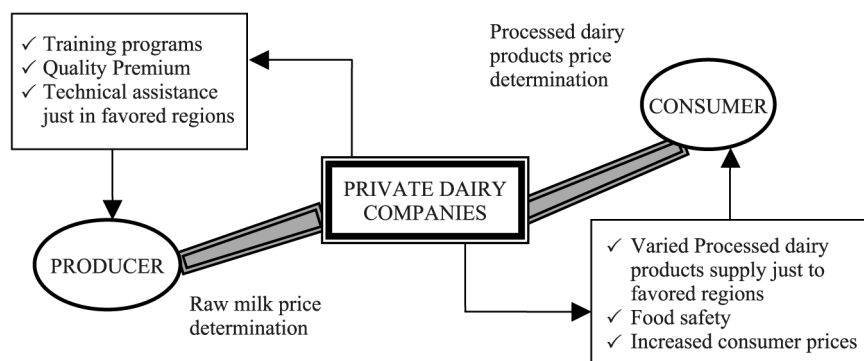 ✓ Training programs
✓ Quality Premium
✓ Technical assistance
just in favored regions
Processed dairy
products price
determination
CONSUMER
PRIVATE DAIRY
COMPANIES
PRODUCER
Raw milk price
determination
✓ Varied Processed dairy
products supply just to
favored regions
✓ Food safety
✓ Increased consumer prices